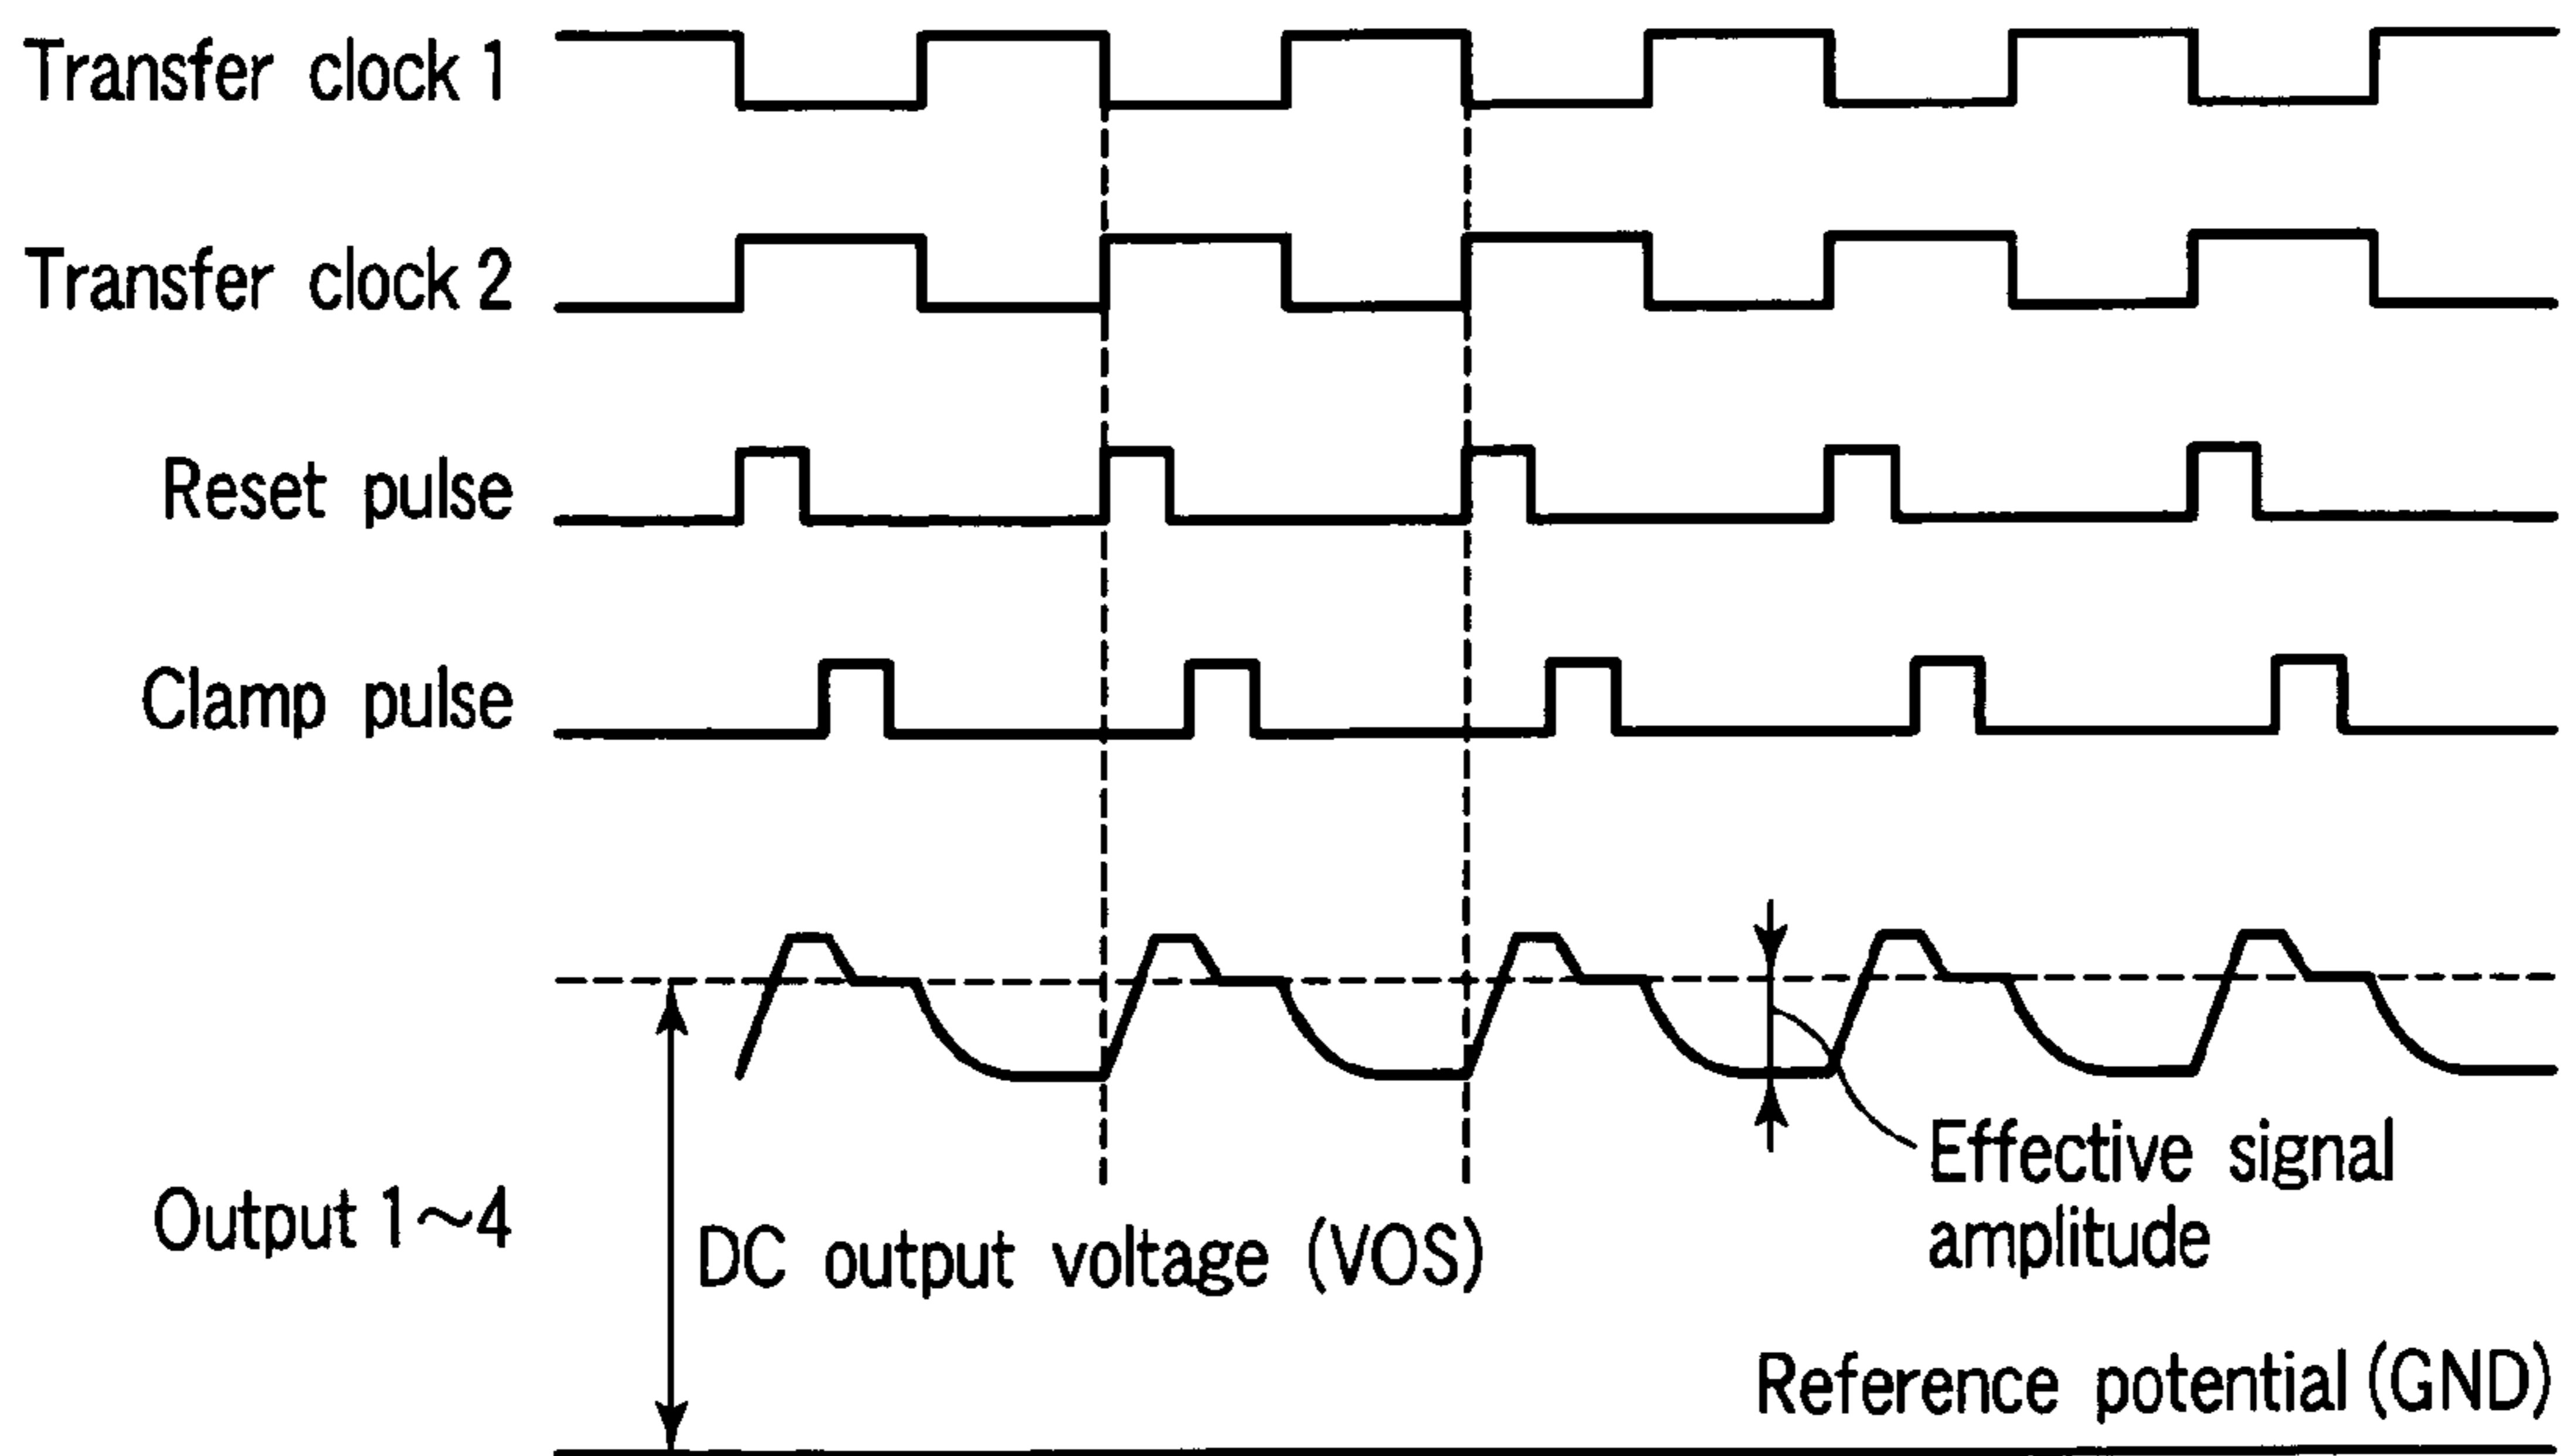 Transfer clock 1
Transfer clock 2
Reset pulse
Clamp pulse
Output 1～4
DC output voltage (VOS)
Effective signal
amplitude
Reference potential (GND)